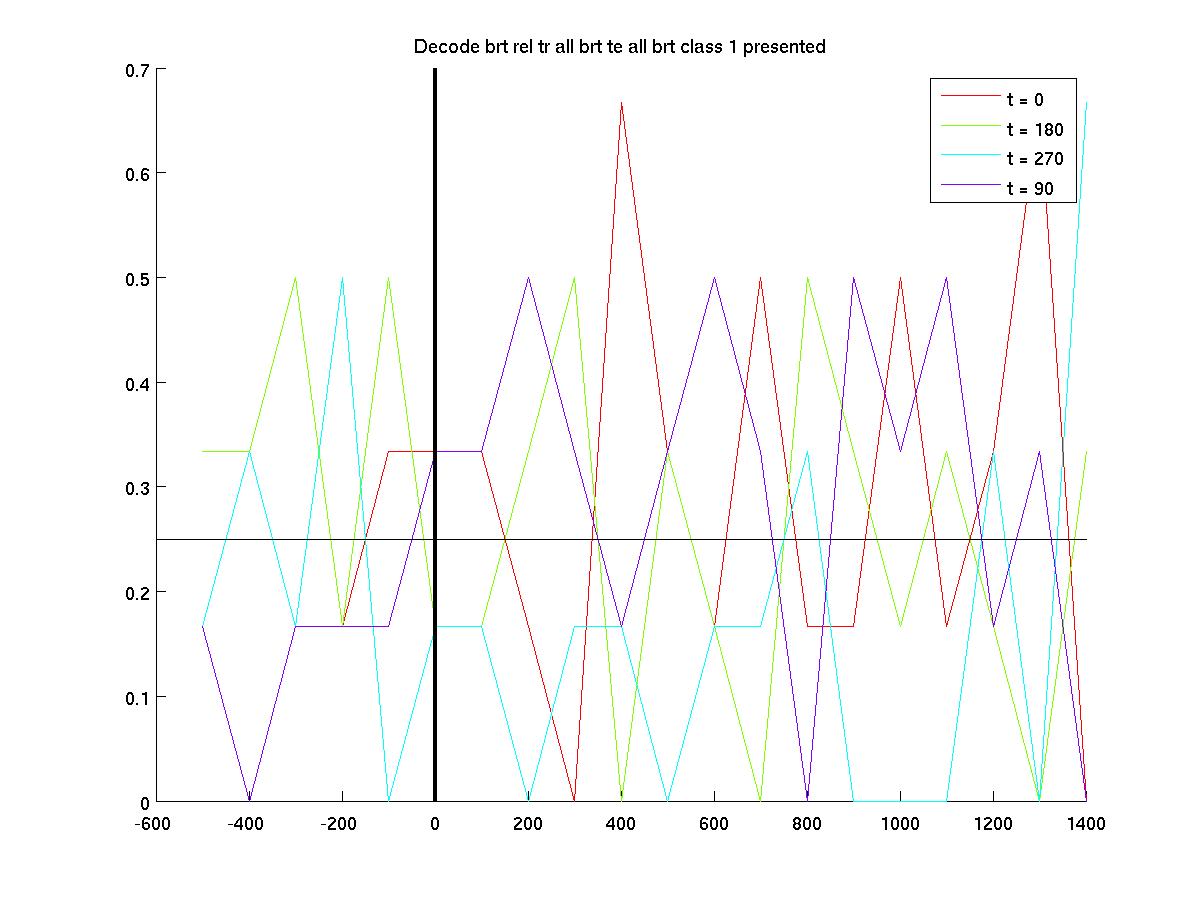 Decode brt rel tr all brt te all brt class 1 presented
0.7
0.6
0.5
0.4
0.3
0.2
0.1
0
-600 -400 -200 0 200 400 600 800 1000 1200 1400
t = 0
t = 180
t = 270
t = 90